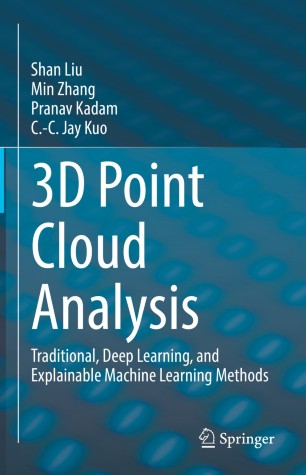 Shan Liu
Min Zhang
Pranav Kadam
C.-C. Jay Kuo
3D Point
Cloud
Analysis
Traditional, Deep Learning, and
Explainable Machine Learning Methods
Springer